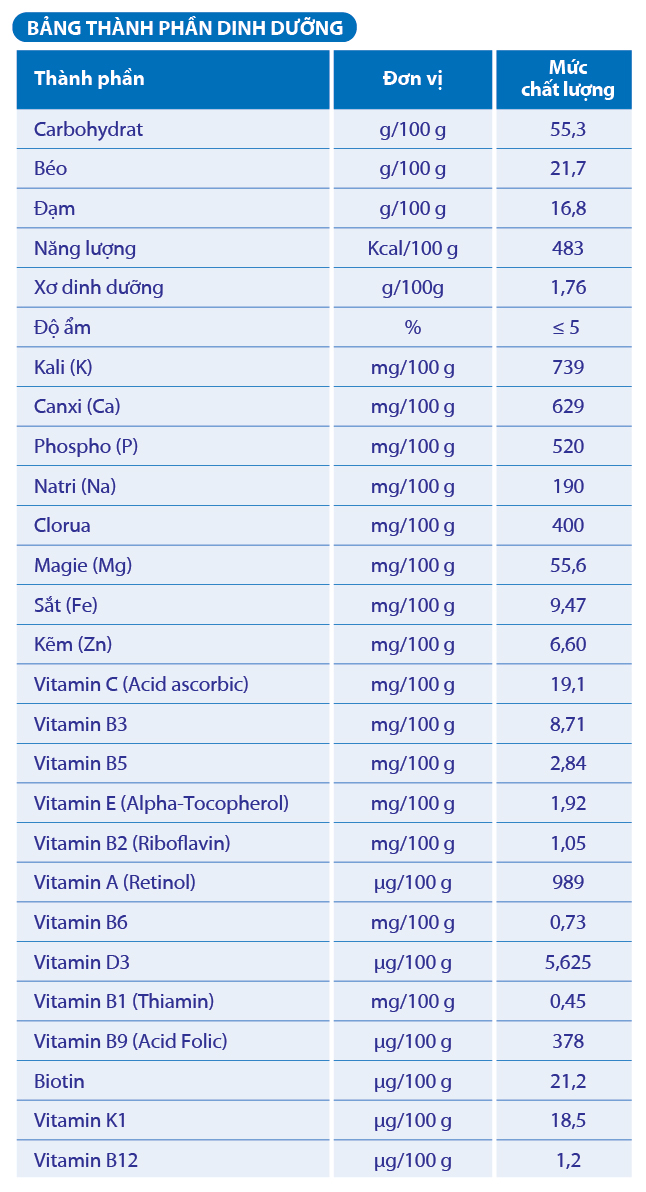 BẢNG THÀNH PHẦN DINH DƯỠNG
Thành phần Đơn vị Mức chất lượng
Carbohydrat g/100 g 55,3
Béo g/100 g 21,7
Đạm g/100 g 16,8
Năng lượng Kcal/100 g 483
Xơ dinh dưỡng g/100g 1,76
Độ ẩm % ≤ 5
Kali (K) mg/100 g 739
Canxi (Ca) mg/100 g 629
Phospho (P) mg/100 g 520
Natri (Na) mg/100 g 190
Clorua mg/100 g 400
Magie (Mg) mg/100 g 55,6
Sắt (Fe) mg/100 g 9,47
Kẽm (Zn) mg/100 g 6,60
Vitamin C (Acid ascorbic) mg/100 g 19,1
Vitamin B3 mg/100 g 8,71
Vitamin B5 mg/100 g 2,84
Vitamin E (Alpha-Tocopherol) mg/100 g 1,92
Vitamin B2 (Riboflavin) mg/100 g 1,05
Vitamin A (Retinol) µg/100 g 989
Vitamin B6 mg/100 g 0,73
Vitamin D3 µg/100 g 5,625
Vitamin B1 (Thiamin) mg/100 g 0,45
Vitamin B9 (Acid Folic) µg/100 g 378
Biotin µg/100 g 21,2
Vitamin K1 µg/100 g 18,5
Vitamin B12 µg/100 g 1,2